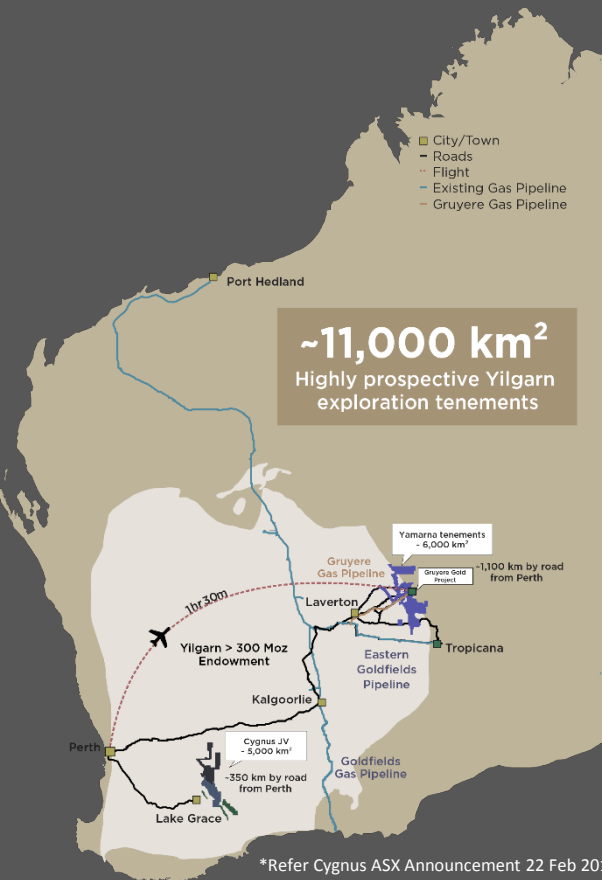 City/Town
Roads
Flight
Existing Gas Pipeline
Gruyere Gas Pipeline
Port Hedland
~11,000 km²
Highly prospective Yilgarn
exploration tenements
Yamarna tenements
~ 6,000 km²
Gruyere
Gas Pipeline
Gruyere Gold
Project
~1,100 km by road
from Perth
1hr30m
Laverton
Yilgarn > 300 Moz
Endowment
Tropicana
Eastern
Goldfields
Pipeline
Kalgoorlie
Perth
Cygnus JV
~ 5,000 km²
~350 km by road
from Perth
Goldfields
Gas Pipeline
Lake Grace
*Refer Cygnus ASX Announcement 22 Feb